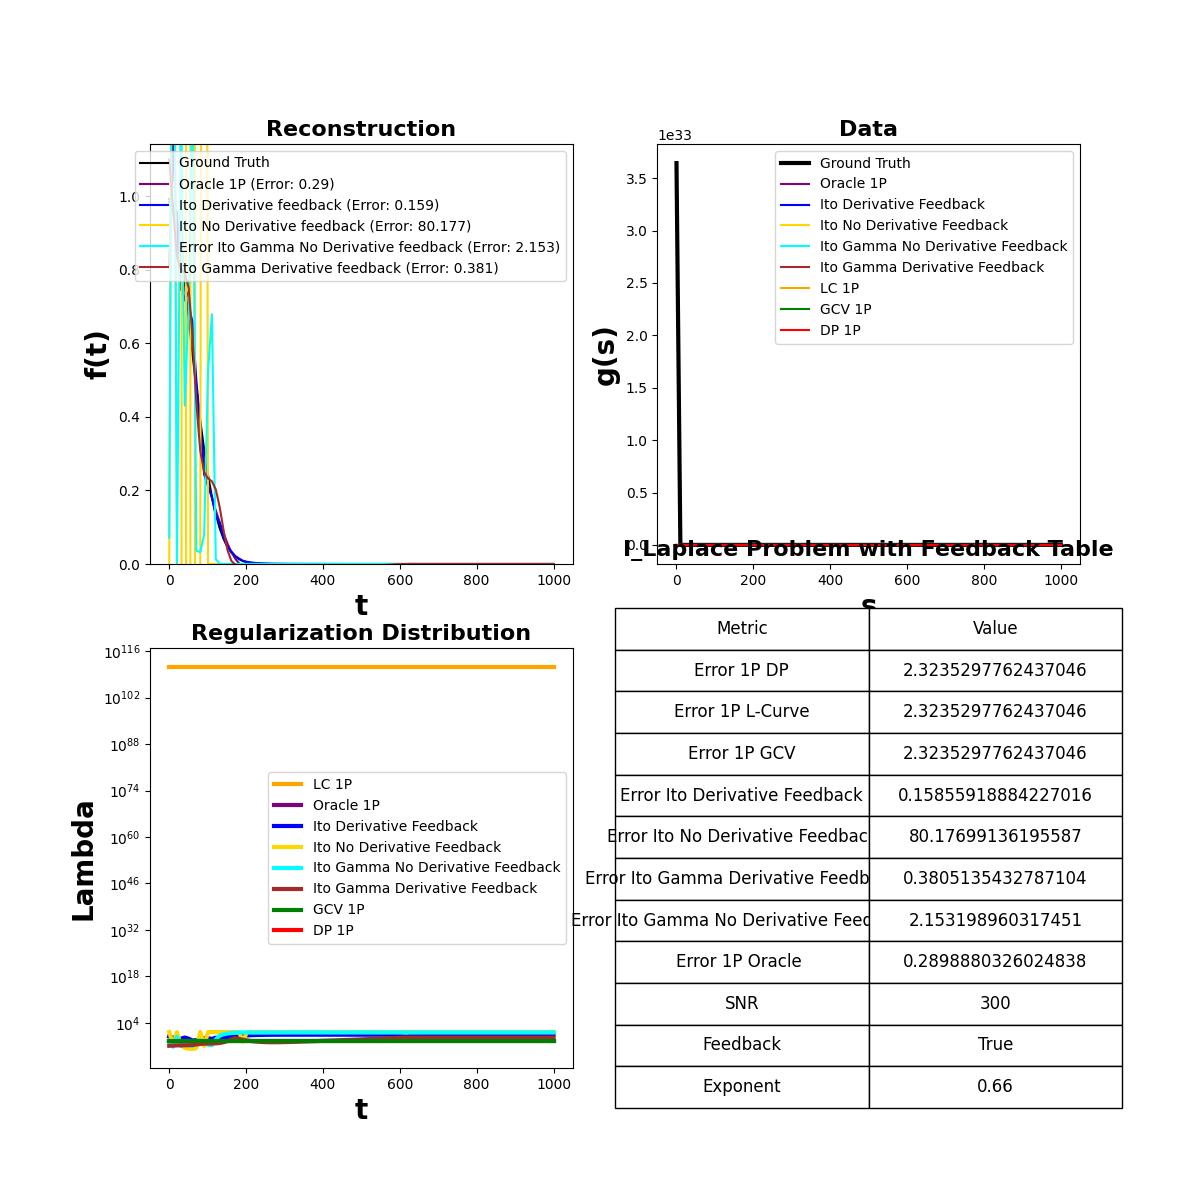 Reconstruction
1.0
0.8
0.6
0.4
0.2
0.0
f(t)
Ground Truth
Oracle 1P (Error: 0.29)
Ito Derivative feedback (Error: 0.159)
Ito No Derivative feedback (Error: 80.177)
Error Ito Gamma No Derivative feedback (Error: 2.153)
Ito Gamma Derivative feedback (Error: 0.381)
0 200 400 600 800 1000
t
Data
1e33
3.5
3.0
2.5
2.0
1.5
1.0
0.5
0.0
g(s)
Ground Truth
Oracle 1P
Ito Derivative Feedback
Ito No Derivative Feedback
Ito Gamma No Derivative Feedback
Ito Gamma Derivative Feedback
LC 1P
GCV 1P
DP 1P
0 200 400 600 800 1000
s
Regularization Distribution
10^116
10^102
10^88
10^74
10^60
10^46
10^32
10^18
10^4
Lambda
LC 1P
Oracle 1P
Ito Derivative Feedback
Ito No Derivative Feedback
Ito Gamma No Derivative Feedback
Ito Gamma Derivative Feedback
GCV 1P
DP 1P
0 200 400 600 800 1000
t
_Laplace Problem with Feedback Table
Metric Value
Error 1P DP 2.3235297762437046
Error 1P L-Curve 2.3235297762437046
Error 1P GCV 2.3235297762437046
Error Ito Derivative Feedback 0.15855918884227016
Error Ito No Derivative Feedbac 80.17699136195587
Error Ito Gamma Derivative Feedb 0.3805135432787104
Error Ito Gamma No Derivative Feed 2.153198960317451
Error 1P Oracle 0.2898880326024838
SNR 300
Feedback True
Exponent 0.66